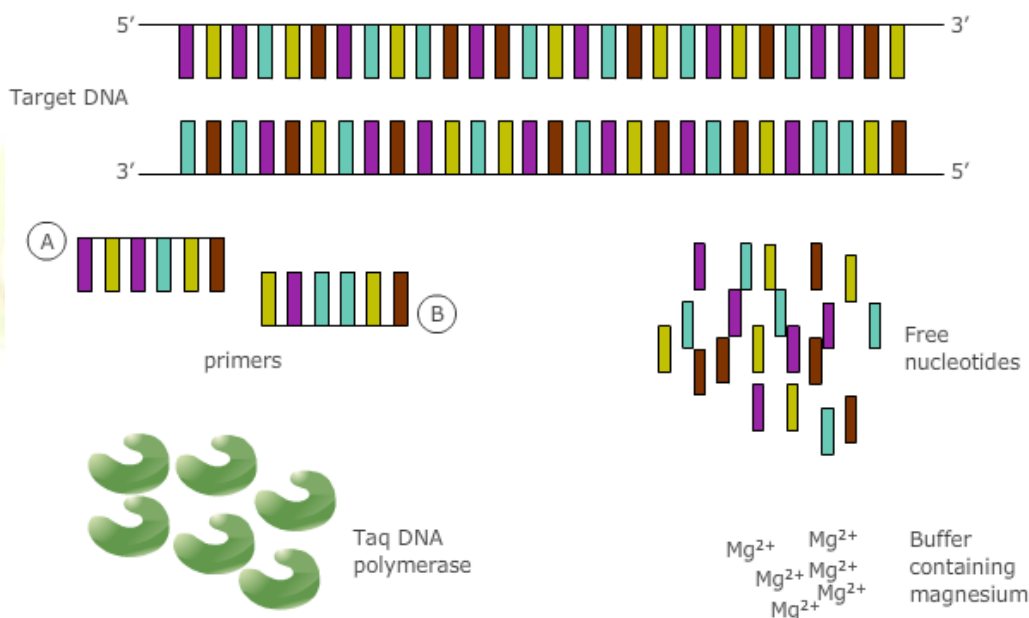 5′ 3′
Target DNA
3′ 5′
A
B
primers
Free
nucleotides
Taq DNA
polymerase
Mg²⁺ Mg²⁺
Mg²⁺ Mg²⁺
Mg²⁺ Mg²⁺
Buffer
containing
magnesium